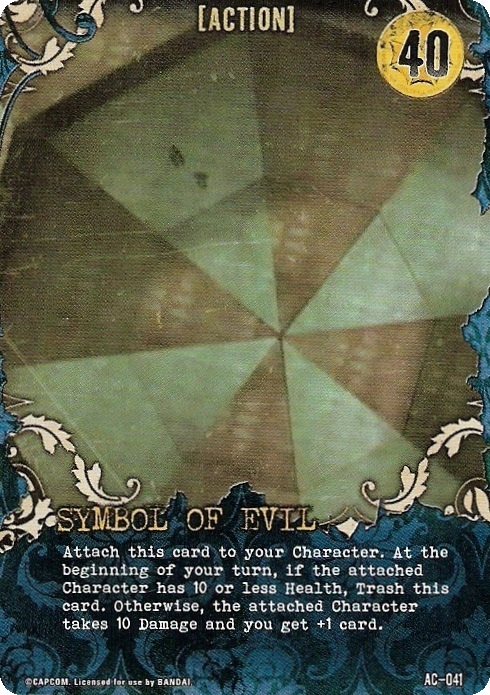 [ACTION]
40
SYMBOL OF EVIL
Attach this card to your Character. At the
beginning of your turn, if the attached
Character has 10 or less Health, Trash this
card. Otherwise, the attached Character
takes 10 Damage and you get +1 card.
©CAPCOM. Licensed for use by BANDAI.
AC-041